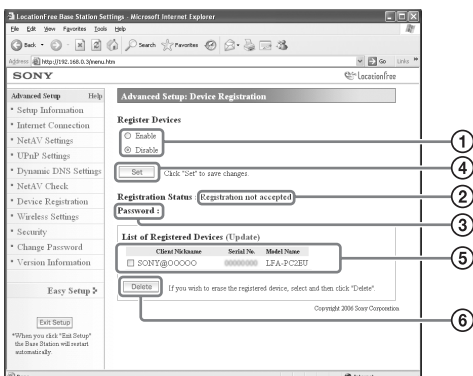 LocationFree Base Station Settings - Microsoft Internet Explorer
File Edit View Favorites Tools Help
Back Search Favorites
Address http://192.168.0.3/menu.htm Go Links
SONY LocationFree
Advanced Setup Help
Setup Information
Internet Connection
NetAV Settings
UPnP Settings
Dynamic DNS Settings
NetAV Check
Device Registration
Wireless Settings
Security
Change Password
Version Information
Easy Setup
Exit Setup
*When you click "Exit Setup"
the Base Station will restart
automatically.
Advanced Setup: Device Registration
Register Devices
Enable
Disable
1
Set Click "Set" to save changes.
4
Registration Status : Registration not accepted
2
Password :
3
List of Registered Devices (Update)
Client Nickname Serial No. Model Name
SONY@OOOOO LFA-PC2EU
5
Delete If you wish to erase the registered device, select and then click "Delete".
6
Copyright 2006 Sony Corporation